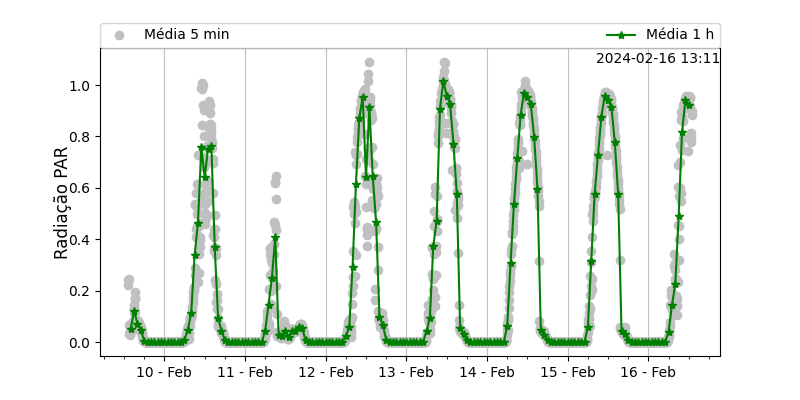 Média 5 min
Média 1 h
2024-02-16 13:11
Radiação PAR
1.0
0.8
0.6
0.4
0.2
0.0
10 - Feb
11 - Feb
12 - Feb
13 - Feb
14 - Feb
15 - Feb
16 - Feb